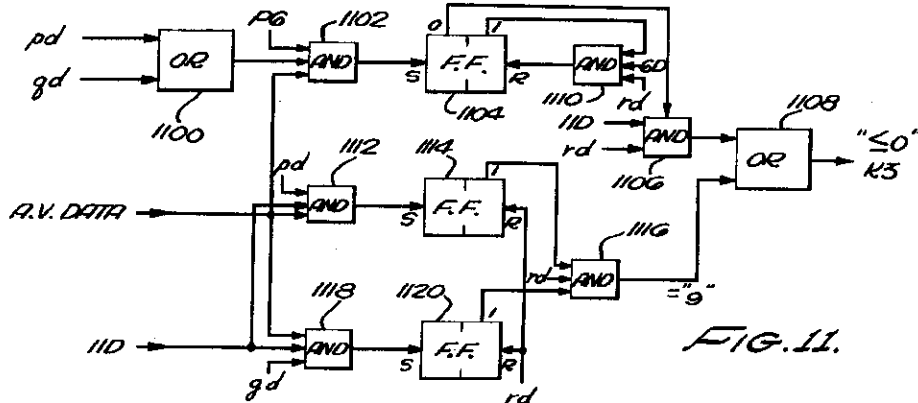 pd
qd
OR
1100
P6
1102
AND
0
1
S
F.F.
R
1104
AND
6D
rd
1110
11D
rd
AND
1106
1108
OR
"≤0"
K3
1112
pd
AND
1114
1
S
F.F.
R
A.V. DATA
1116
rd
AND
="9"
1118
AND
gd
1120
1
S
F.F.
R
rd
11D
FIG. 11.